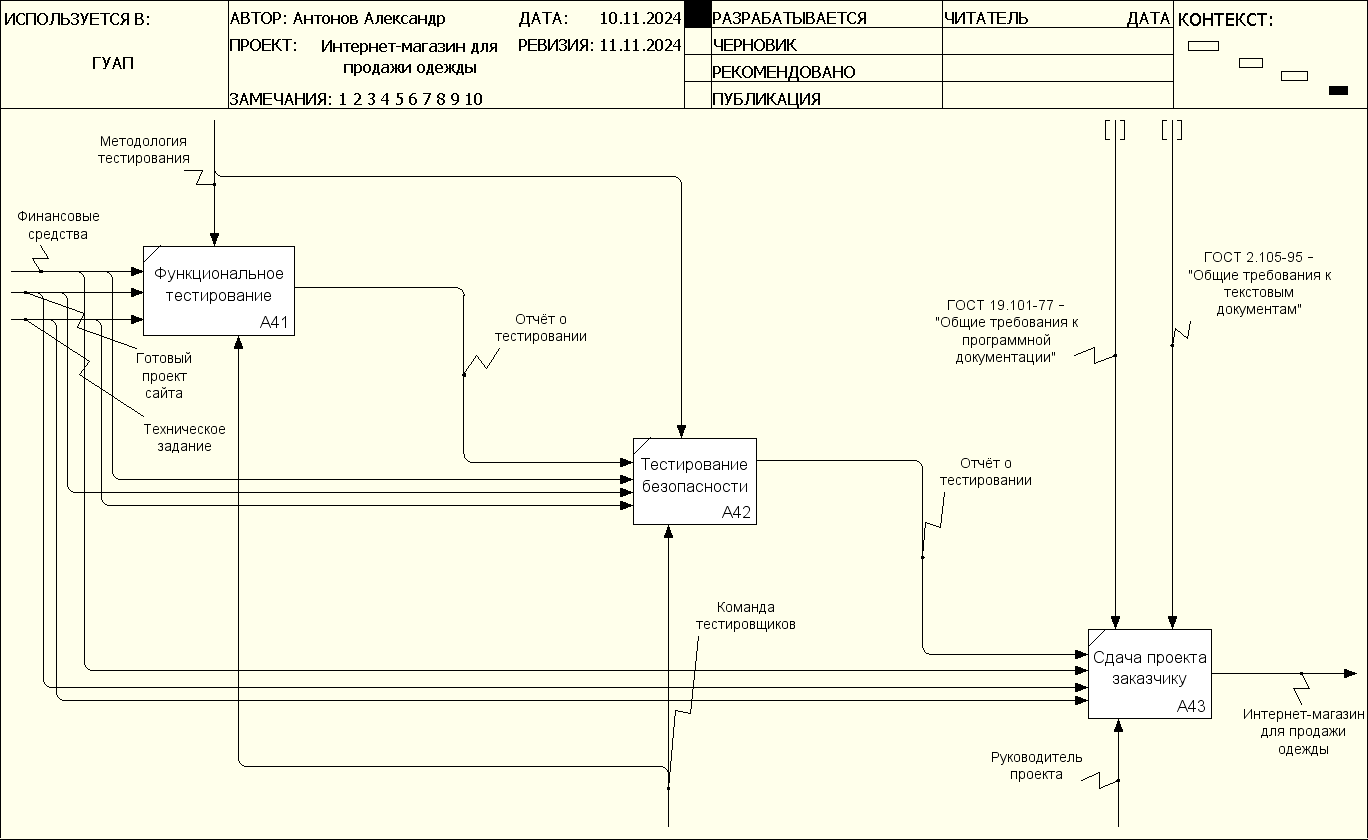 ИСПОЛЬЗУЕТСЯ В:
ГУАП
АВТОР: Антонов Александр
ДАТА: 10.11.2024
ПРОЕКТ: Интернет-магазин для
продажи одежды
РЕВИЗИЯ: 11.11.2024
ЗАМЕЧАНИЯ: 1 2 3 4 5 6 7 8 9 10
РАЗРАБАТЫВАЕТСЯ
ЧЕРНОВИК
РЕКОМЕНДОВАНО
ПУБЛИКАЦИЯ
ЧИТАТЕЛЬ ДАТА
КОНТЕКСТ:
Методология
тестирования
Финансовые
средства
Функциональное
тестирование
A41
Готовый
проект
сайта
Техническое
задание
Отчёт о
тестировании
Тестирование
безопасности
A42
Отчёт о
тестировании
Команда
тестировщиков
ГОСТ 19.101-77 –
"Общие требования к
программной
документации"
ГОСТ 2.105-95 –
"Общие требования к
текстовым
документам"
Сдача проекта
заказчику
A43
Руководитель
проекта
Интернет-магазин
для продажи
одежды